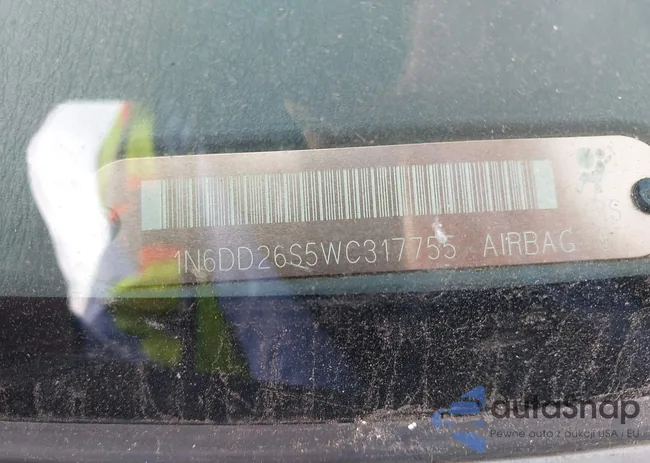 1N6DD26S5WC317755 AIRBAG
autoSnap
Pewne auto z aukcji USA i EU